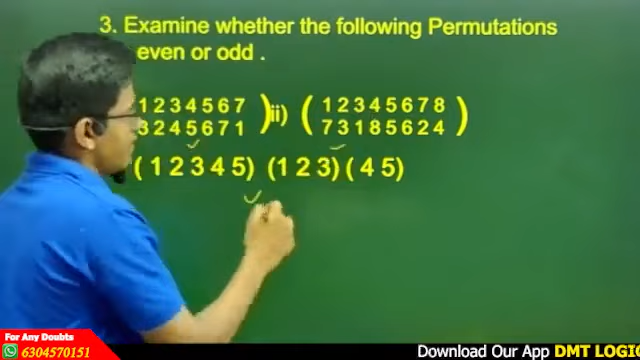 3. Examine whether the following Permutations
even or odd .
1 2 3 4 5 6 7 ) ii) ( 1 2 3 4 5 6 7 8 )
3 2 4 5 6 7 1 7 3 1 8 5 6 2 4
( 1 2 3 4 5) (1 2 3) ( 4 5)
For Any Doubts
6304570151
Download Our App DMT LOGIC